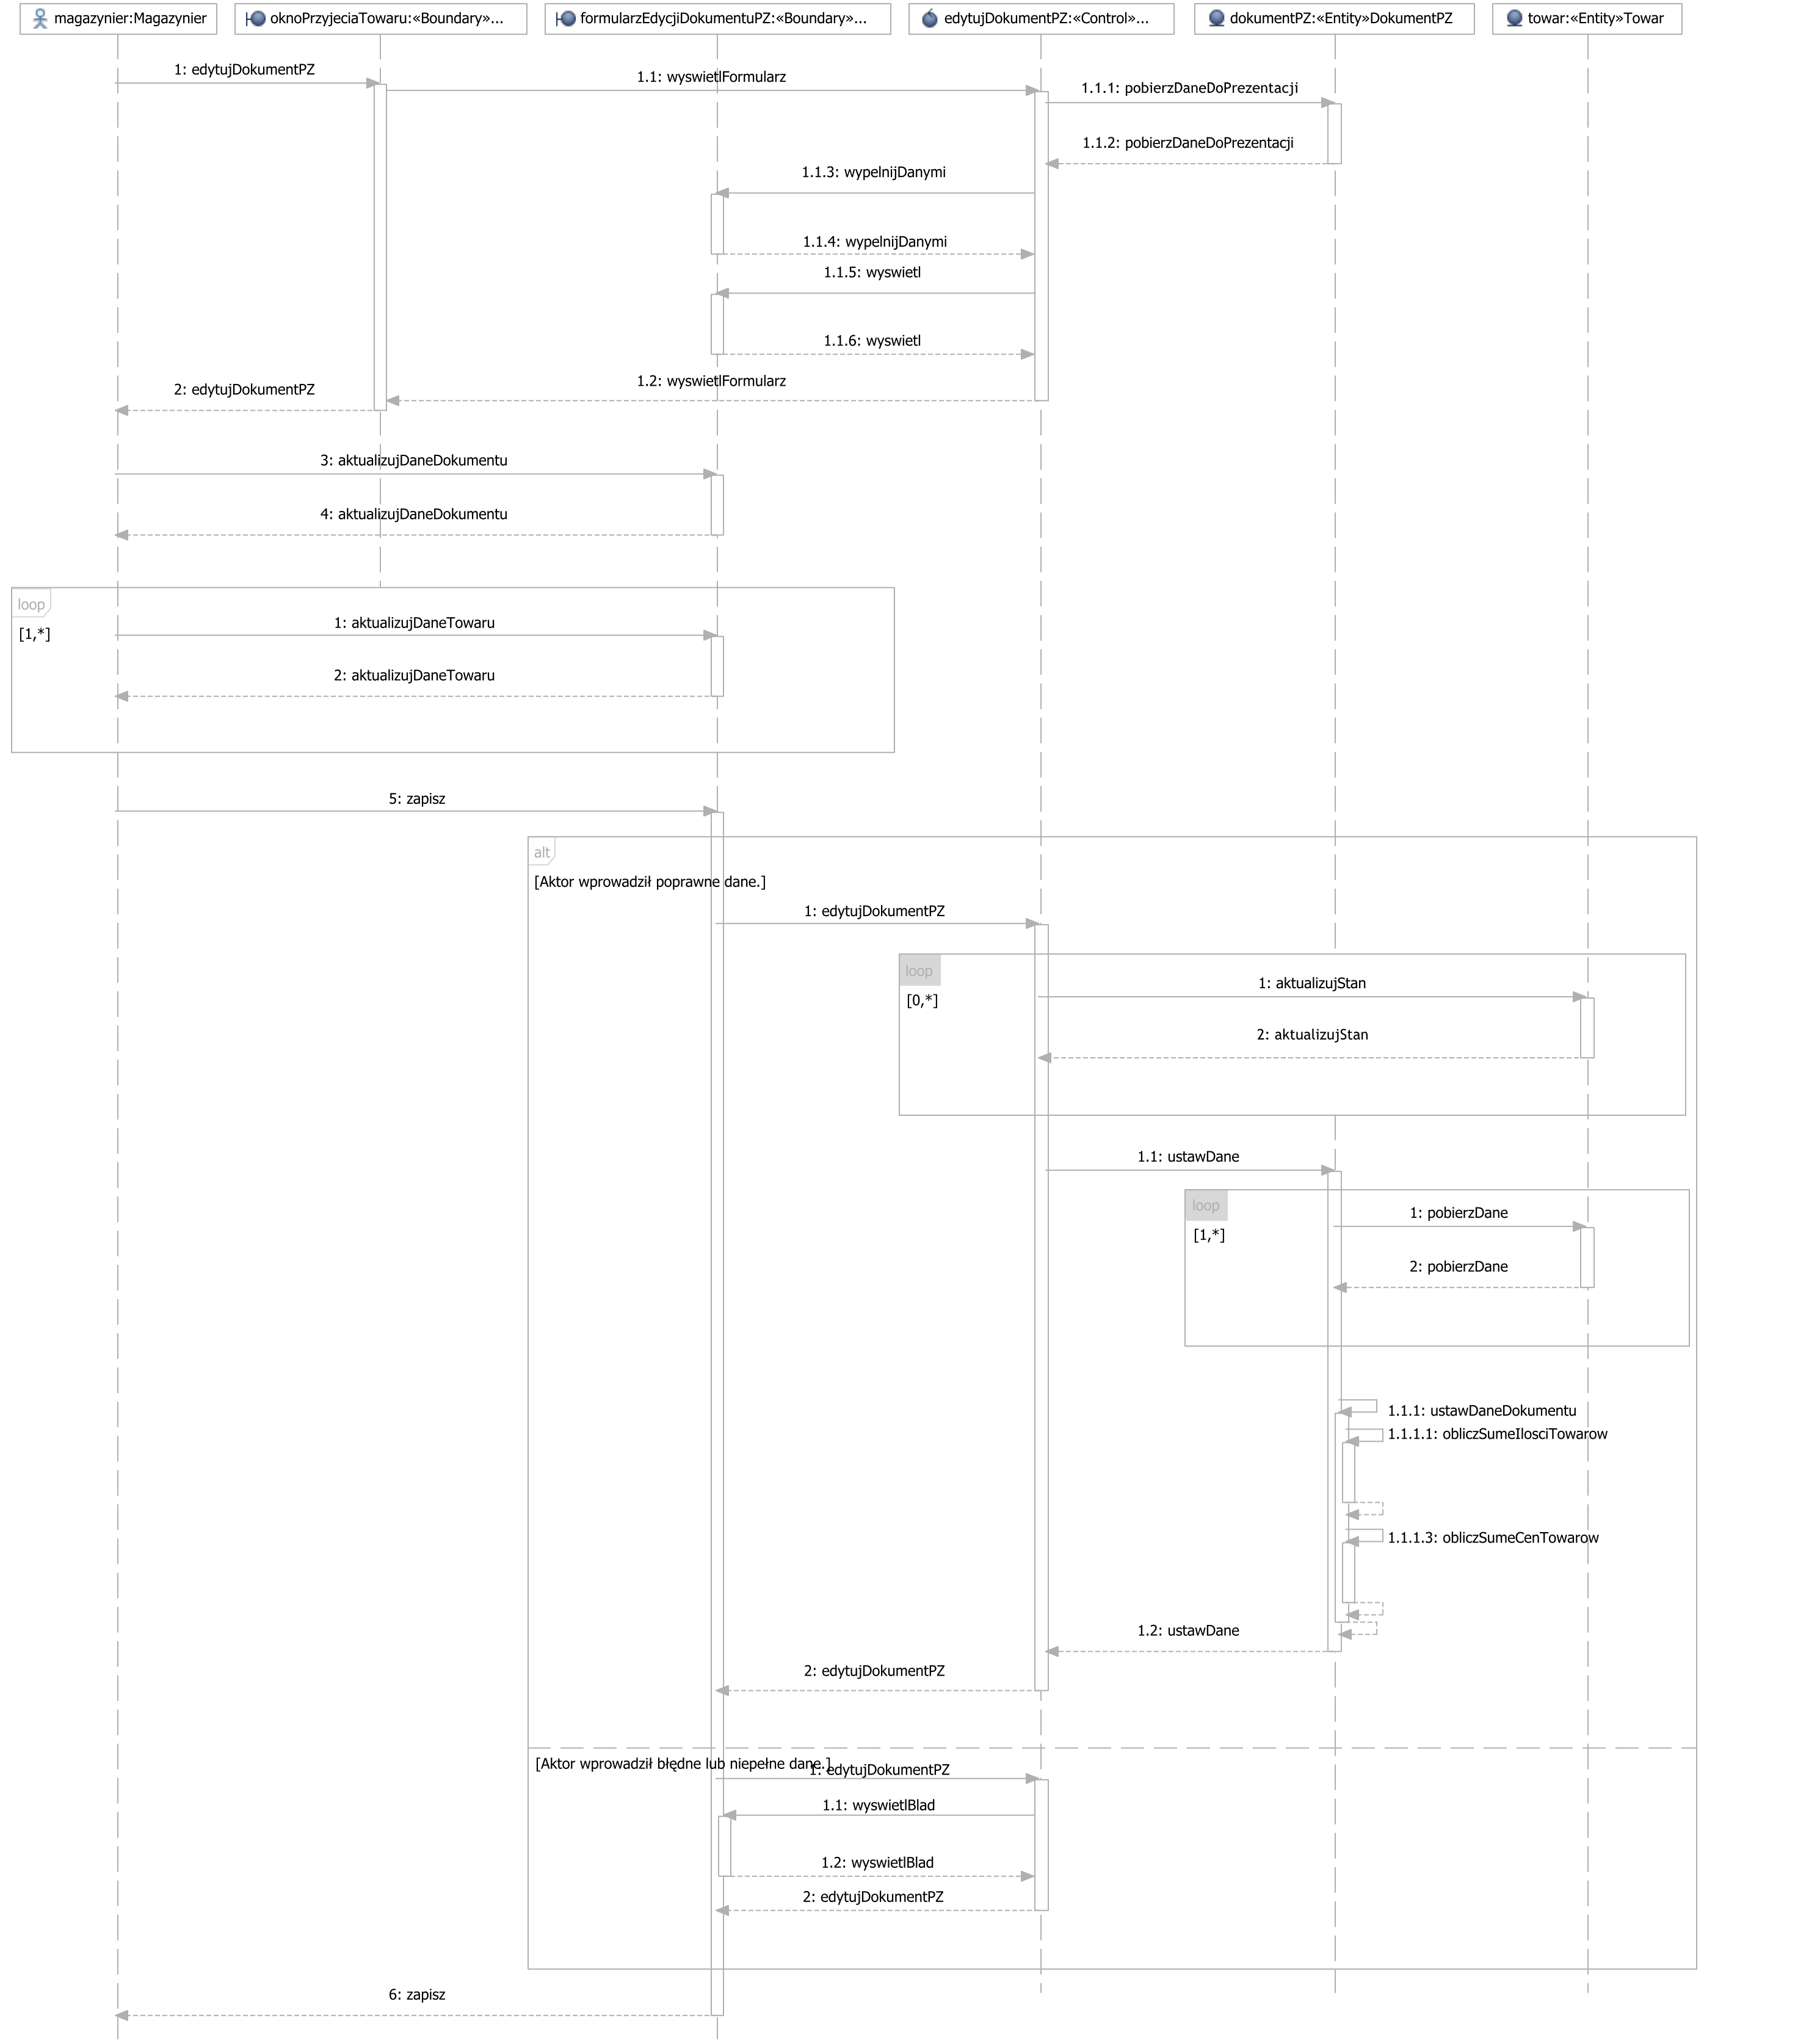 magazynier:Magazynier
oknoPrzyjeciaTowaru:«Boundary»...
formularzEdycjiDokumentuPZ:«Boundary»...
edytujDokumentPZ:«Control»...
dokumentPZ:«Entity»DokumentPZ
towar:«Entity»Towar
1: edytujDokumentPZ
1.1: wyswietlFormularz
1.1.1: pobierzDaneDoPrezentacji
1.1.2: pobierzDaneDoPrezentacji
1.1.3: wypelnijDanymi
1.1.4: wypelnijDanymi
1.1.5: wyswietl
1.1.6: wyswietl
1.2: wyswietlFormularz
2: edytujDokumentPZ
3: aktualizujDaneDokumentu
4: aktualizujDaneDokumentu
loop
[1,*]
1: aktualizujDaneTowaru
2: aktualizujDaneTowaru
5: zapisz
alt
[Aktor wprowadził poprawne dane.]
1: edytujDokumentPZ
loop
[0,*]
1: aktualizujStan
2: aktualizujStan
1.1: ustawDane
loop
[1,*]
1: pobierzDane
2: pobierzDane
1.1.1: ustawDaneDokumentu
1.1.1.1: obliczSumeIlosciTowarow
1.1.1.3: obliczSumeCenTowarow
1.2: ustawDane
2: edytujDokumentPZ
[Aktor wprowadził błędne lub niepełne dane.]
1: edytujDokumentPZ
1.1: wyswietlBlad
1.2: wyswietlBlad
2: edytujDokumentPZ
6: zapisz